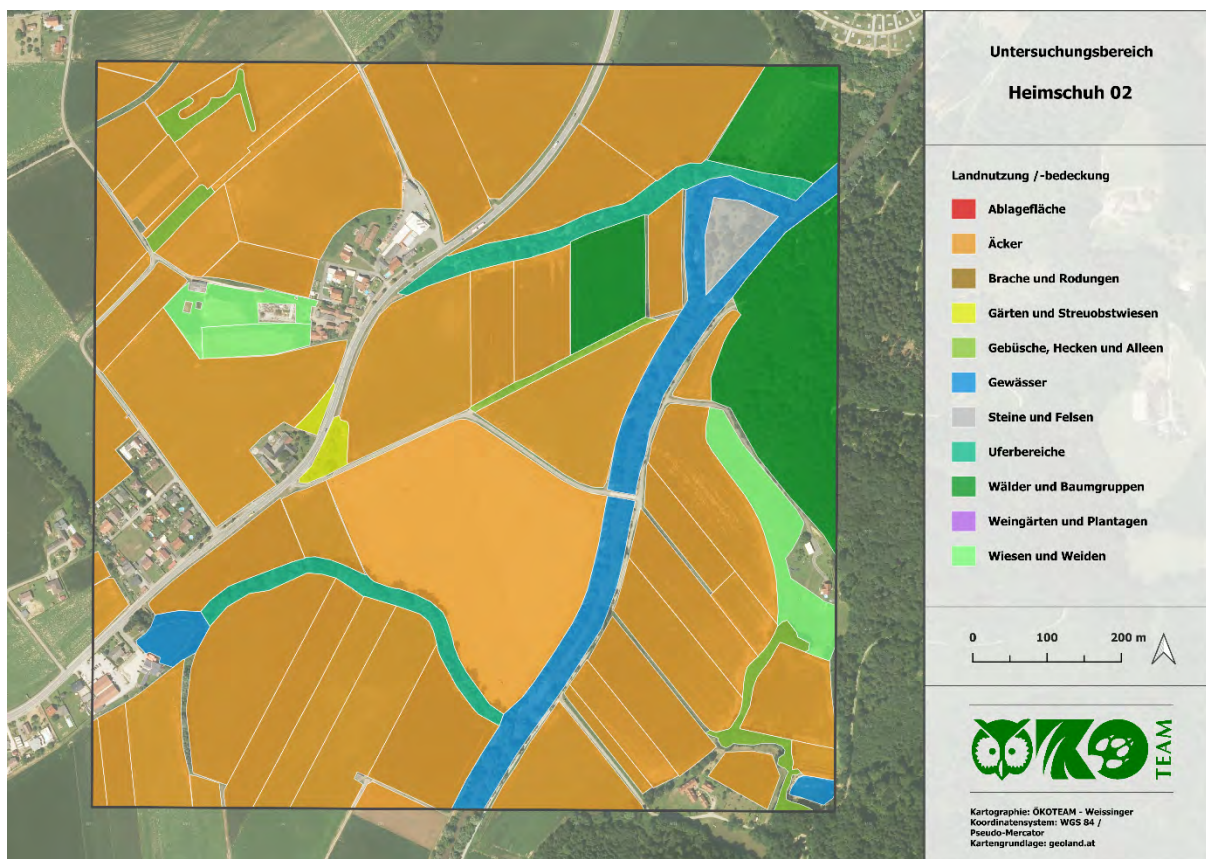 Untersuchungsbereich
Heimschuh 02
Landnutzung /-bedeckung
Ablagefläche
Äcker
Brache und Rodungen
Gärten und Streuobstwiesen
Gebüsche, Hecken und Alleen
Gewässer
Steine und Felsen
Uferbereiche
Wälder und Baumgruppen
Weingärten und Plantagen
Wiesen und Weiden
0 100 200 m
ÖKO TEAM
Kartographie: ÖKOTEAM - Weissinger
Koordinatensystem: WGS 84 /
Pseudo-Mercator
Kartengrundlage: geoland.at